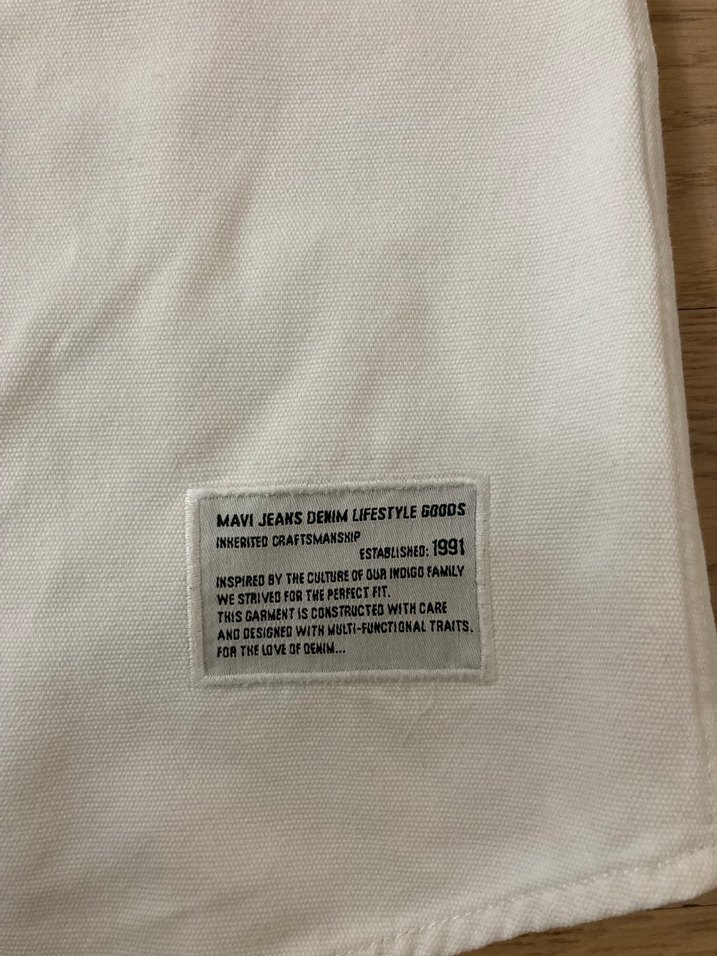 MAVI JEANS DENIM LIFESTYLE GOODS
INHERITED CRAFTSMANSHIP
ESTABLISHED: 1991
INSPIRED BY THE CULTURE OF OUR INDIGO FAMILY
WE STRIVED FOR THE PERFECT FIT.
THIS GARMENT IS CONSTRUCTED WITH CARE
AND DESIGNED WITH MULTI-FUNCTIONAL TRAITS.
FOR THE LOVE OF DENIM...